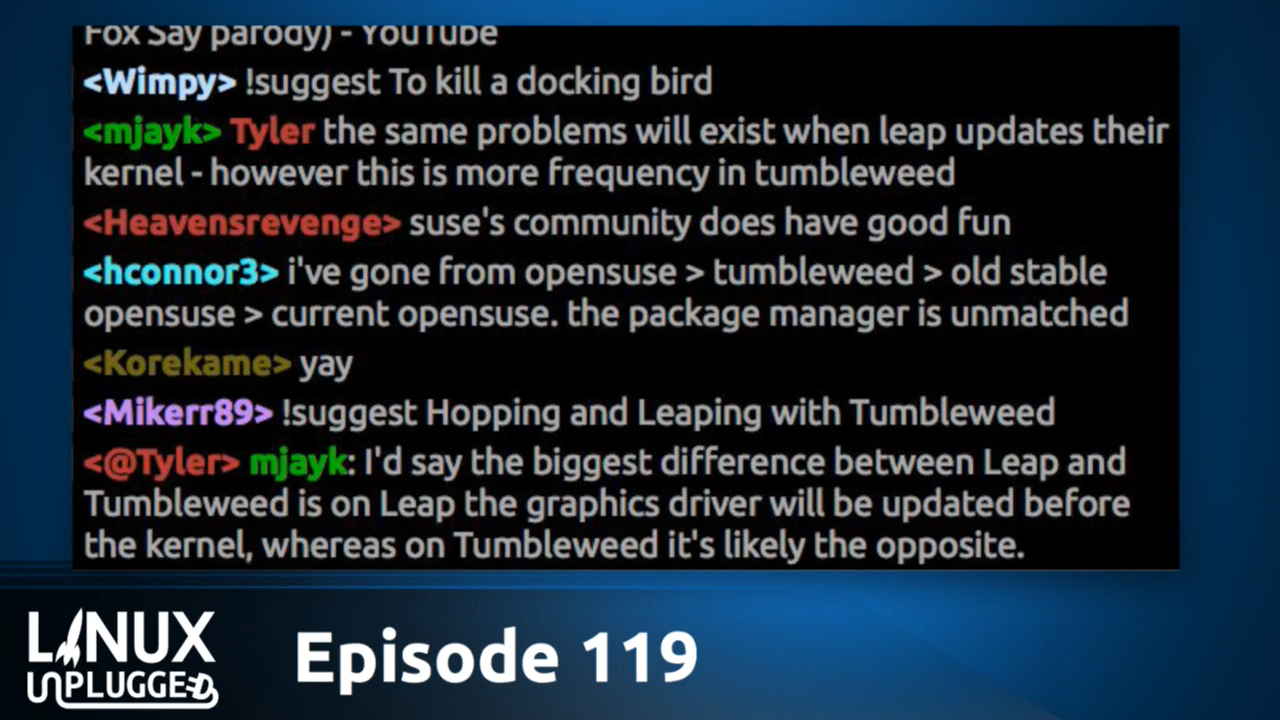 Fox Say parody) - YouTube
<Wimpy> !suggest To kill a docking bird
<mjayk> Tyler the same problems will exist when leap updates their
kernel - however this is more frequency in tumbleweed
<Heavensrevenge> suse's community does have good fun
<hconnor3> i've gone from opensuse > tumbleweed > old stable
opensuse > current opensuse. the package manager is unmatched
<Korekame> yay
<Mikerr89> !suggest Hopping and Leaping with Tumbleweed
<@Tyler> mjayk: I'd say the biggest difference between Leap and
Tumbleweed is on Leap the graphics driver will be updated before
the kernel, whereas on Tumbleweed it's likely the opposite.
LINUX
UNPLUGGED
Episode 119